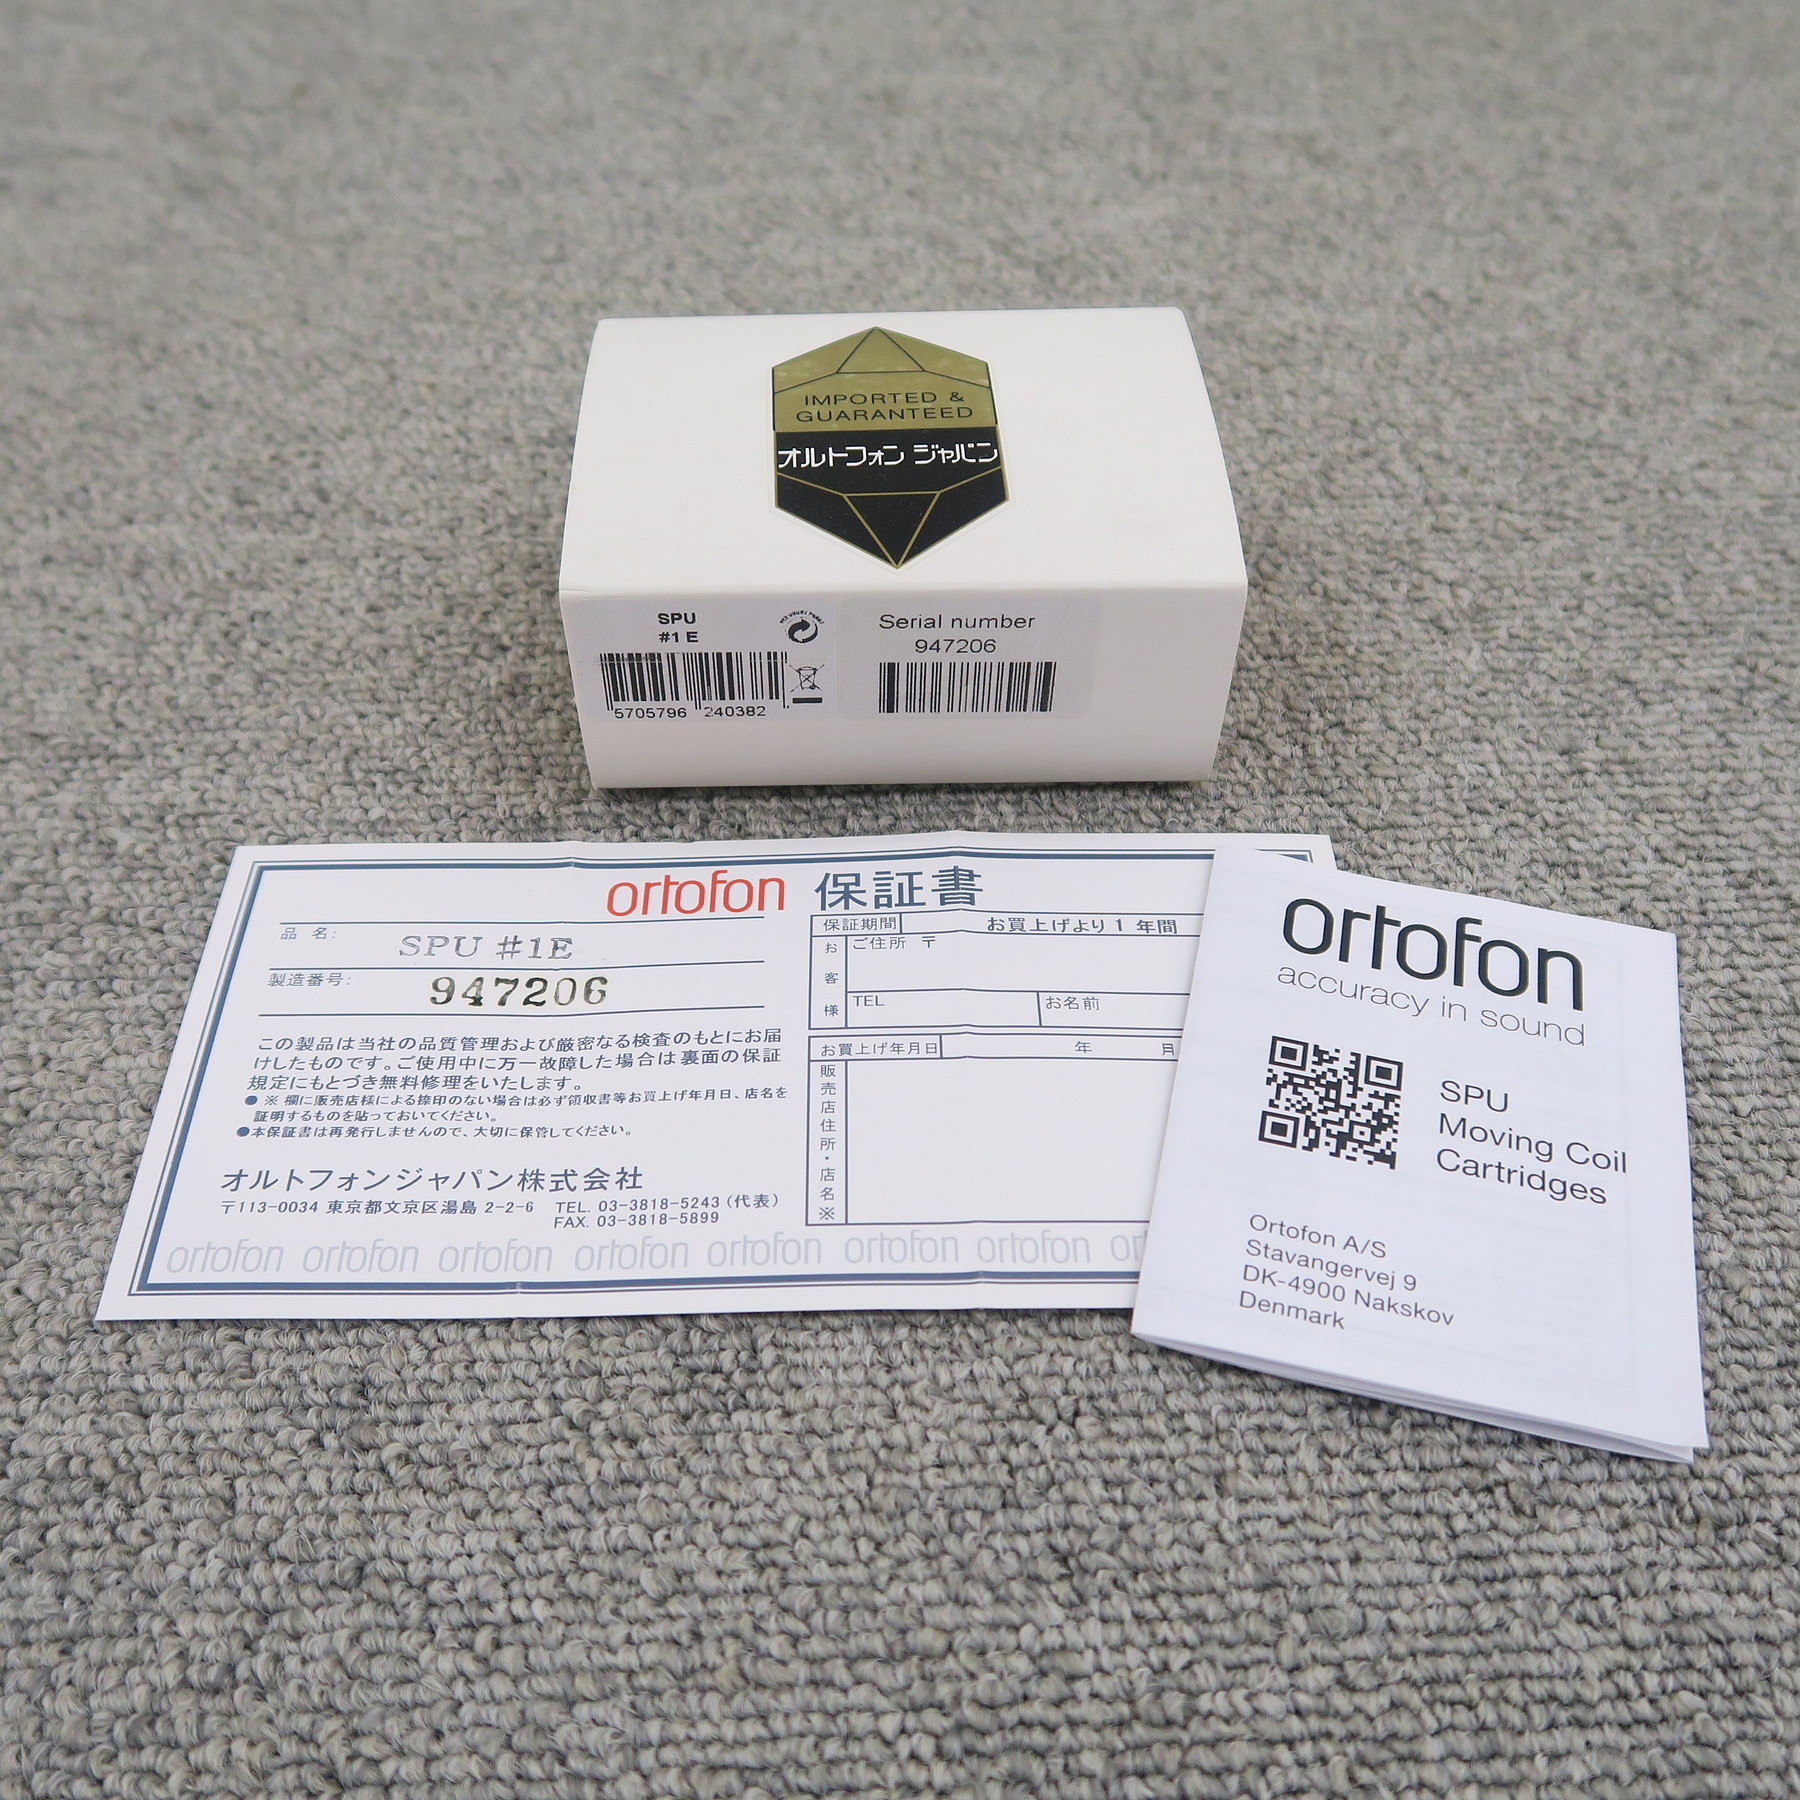 IMPORTED &
GUARANTEED
オルトフォン ジャパン
SPU
#1 E
5705796 240382
Serial number
947206
ortofon 保証書
品 名:
SPU #1E
製造番号:
947206
この製品は当社の品質管理および厳密なる検査のもとにお届
けしたものです。ご使用中に万一故障した場合は裏面の保証
規定にもとづき無料修理をいたします。
● ※ 欄に販売店様による捺印のない場合は必ず領収書等お買上げ年月日、店名を
証明するものを貼っておいてください。
●本保証書は再発行しませんので、大切に保管してください。
オルトフォンジャパン株式会社
〒113-0034 東京都文京区湯島 2-2-6 TEL. 03-3818-5243 (代表)
FAX. 03-3818-5899
保証期間 お買上げより 1 年間
お客様
ご住所 〒
TEL
お名前
お買上げ年月日 年 月
販売店住所・店名※
ortofon ortofon ortofon ortofon ortofon ortofon ortofon
ortofon
accuracy in sound
SPU
Moving Coil
Cartridges
Ortofon A/S
Stavangervej 9
DK-4900 Nakskov
Denmark